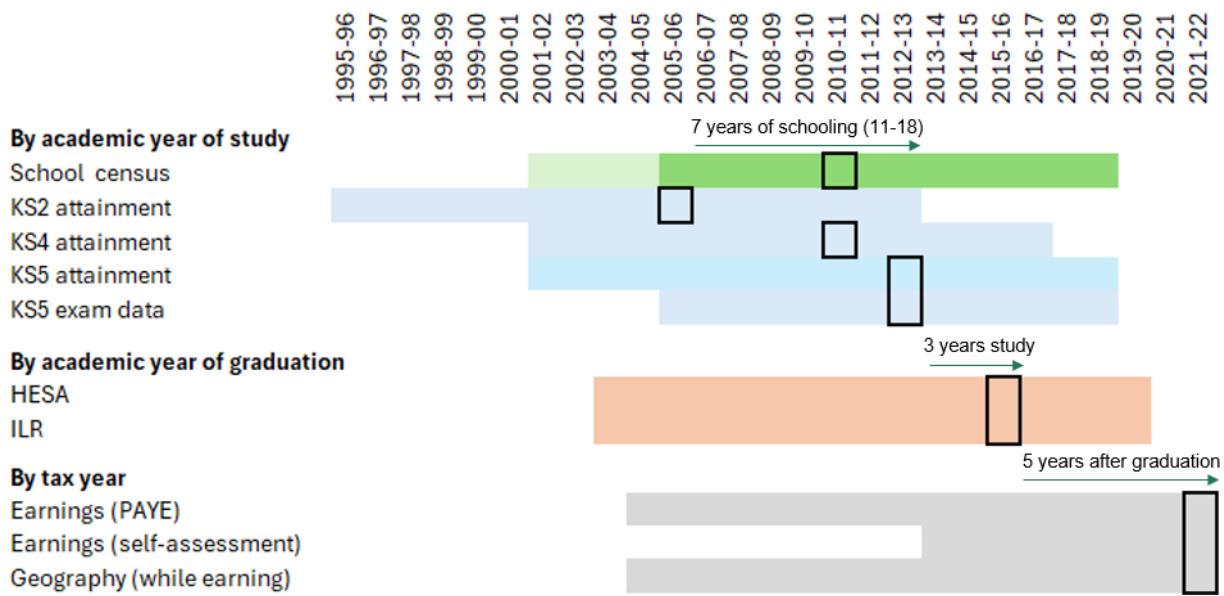 1995-96
1996-97
1997-98
1998-99
1999-00
2000-01
2001-02
2002-03
2003-04
2004-05
2005-06
2006-07
2007-08
2008-09
2009-10
2010-11
2011-12
2012-13
2013-14
2014-15
2015-16
2016-17
2017-18
2018-19
2019-20
2020-21
2021-22
7 years of schooling (11-18)
By academic year of study
School census
KS2 attainment
KS4 attainment
KS5 attainment
KS5 exam data
3 years study
By academic year of graduation
HESA
ILR
5 years after graduation
By tax year
Earnings (PAYE)
Earnings (self-assessment)
Geography (while earning)